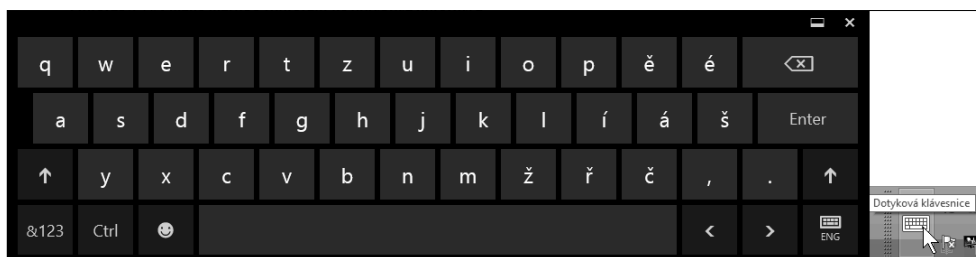 q w e r t z u i o p ě é
a s d f g h j k l í á š Enter
y x c v b n m ž ř č , .
Dotyková klávesnice
&123 Ctrl < > ENG